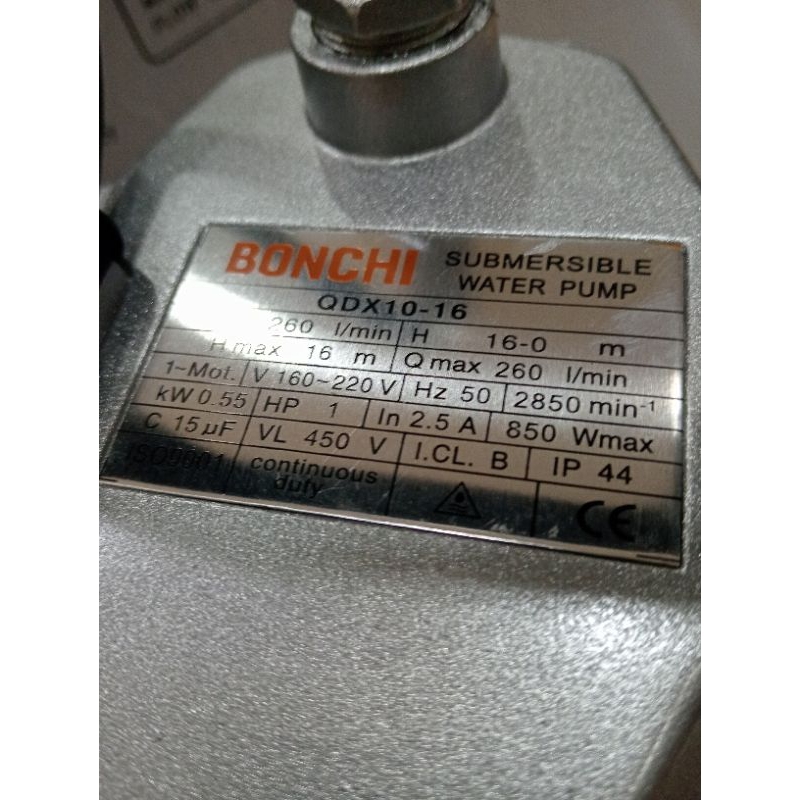 BONCHI SUBMERSIBLE
WATER PUMP
QDX10-16
260 l/min H 16-0 m
H max 16 m Q max 260 l/min
1~Mot. V 160~220 V Hz 50 2850 min⁻¹
kW 0.55 HP 1 In 2.5 A 850 Wmax
C 15 µF VL 450 V I.CL. B IP 44
ISO9001 continuous
duty CE